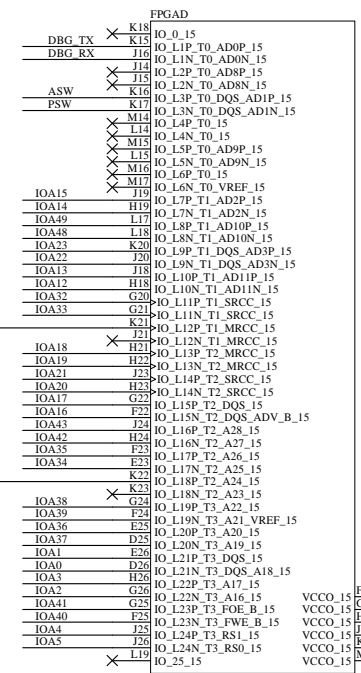 FPGAD
K18 IO_0_15
DBG_TX K15 IO_L1P_T0_AD0P_15
DBG_RX J16 IO_L1N_T0_AD0N_15
J14 IO_L2P_T0_AD8P_15
J15 IO_L2N_T0_AD8N_15
ASW K16 IO_L3P_T0_DQS_AD1P_15
PSW K17 IO_L3N_T0_DQS_AD1N_15
M14 IO_L4P_T0_15
L14 IO_L4N_T0_15
M15 IO_L5P_T0_AD9P_15
L15 IO_L5N_T0_AD9N_15
M16 IO_L6P_T0_15
M17 IO_L6N_T0_VREF_15
IOA15 J19 IO_L7P_T1_AD2P_15
IOA14 H19 IO_L7N_T1_AD2N_15
IOA49 L17 IO_L8P_T1_AD10P_15
IOA48 L18 IO_L8N_T1_AD10N_15
IOA23 K20 IO_L9P_T1_DQS_AD3P_15
IOA22 J20 IO_L9N_T1_DQS_AD3N_15
IOA13 J18 IO_L10P_T1_AD11P_15
IOA12 H18 IO_L10N_T1_AD11N_15
IOA32 G20 IO_L11P_T1_SRCC_15
IOA33 G21 IO_L11N_T1_SRCC_15
K21 IO_L12P_T1_MRCC_15
J21 IO_L12N_T1_MRCC_15
IOA18 H21 IO_L13P_T2_MRCC_15
IOA19 H22 IO_L13N_T2_MRCC_15
IOA21 J23 IO_L14P_T2_SRCC_15
IOA20 H23 IO_L14N_T2_SRCC_15
IOA17 G22 IO_L15P_T2_DQS_15
IOA16 F22 IO_L15N_T2_DQS_ADV_B_15
IOA43 J24 IO_L16P_T2_A28_15
IOA42 H24 IO_L16N_T2_A27_15
IOA35 F23 IO_L17P_T2_A26_15
IOA34 E23 IO_L17N_T2_A25_15
K22 IO_L18P_T2_A24_15
K23 IO_L18N_T2_A23_15
IOA38 G24 IO_L19P_T3_A22_15
IOA39 F24 IO_L19N_T3_A21_VREF_15
IOA36 E25 IO_L20P_T3_A20_15
IOA37 D25 IO_L20N_T3_A19_15
IOA1 E26 IO_L21P_T3_DQS_15
IOA0 D26 IO_L21N_T3_DQS_A18_15
IOA3 H26 IO_L22P_T3_A17_15
IOA2 G26 IO_L22N_T3_A16_15 VCCO_15
IOA41 G25 IO_L23P_T3_FOE_B_15 VCCO_15
IOA40 F25 IO_L23N_T3_FWE_B_15 VCCO_15
IOA4 J25 IO_L24P_T3_RS1_15 VCCO_15
IOA5 J26 IO_L24N_T3_RS0_15 VCCO_15
L19 IO_25_15 VCCO_15